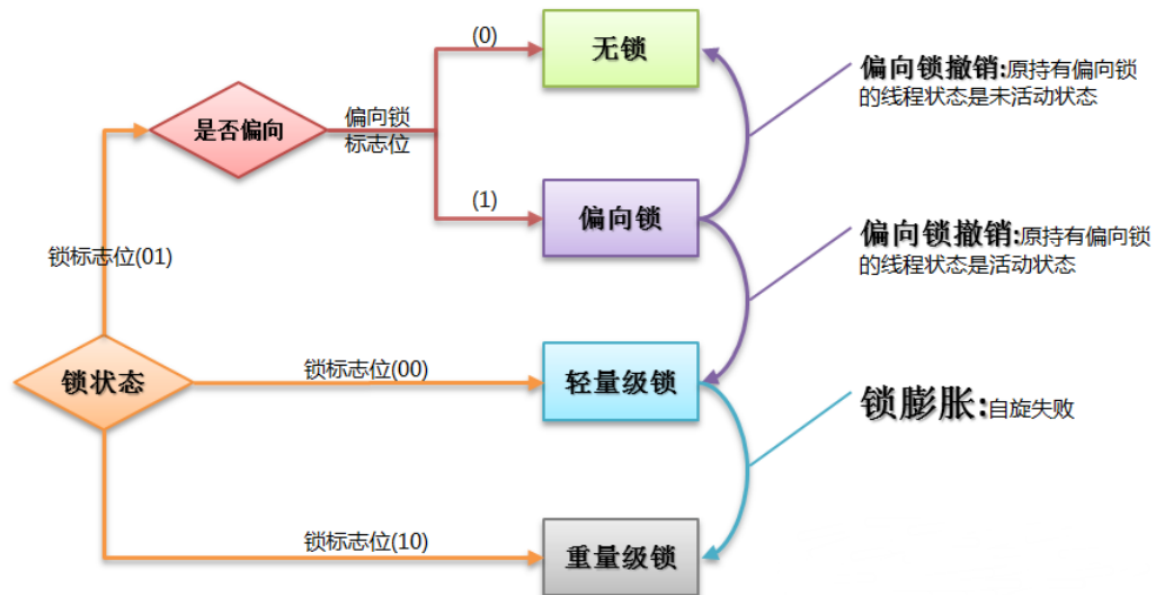 (0)
无锁
偏向锁撤销:原持有偏向锁
的线程状态是未活动状态
是否偏向
偏向锁
标志位
(1)
偏向锁
偏向锁撤销:原持有偏向锁
的线程状态是活动状态
锁标志位(01)
锁状态
锁标志位(00)
轻量级锁
锁膨胀:自旋失败
锁标志位(10)
重量级锁